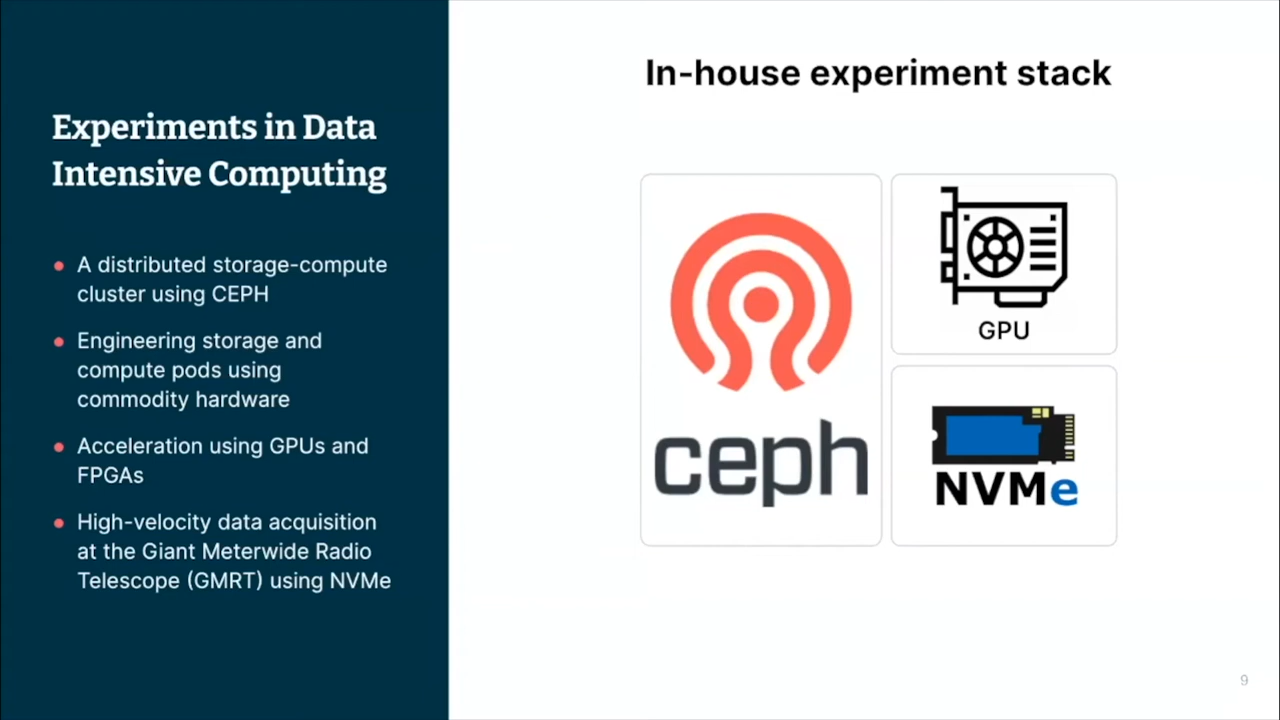 Experiments in Data
Intensive Computing
A distributed storage-compute
cluster using CEPH
Engineering storage and
compute pods using
commodity hardware
Acceleration using GPUs and
FPGAs
High-velocity data acquisition
at the Giant Meterwide Radio
Telescope (GMRT) using NVMe
In-house experiment stack
ceph
GPU
NVMe
9